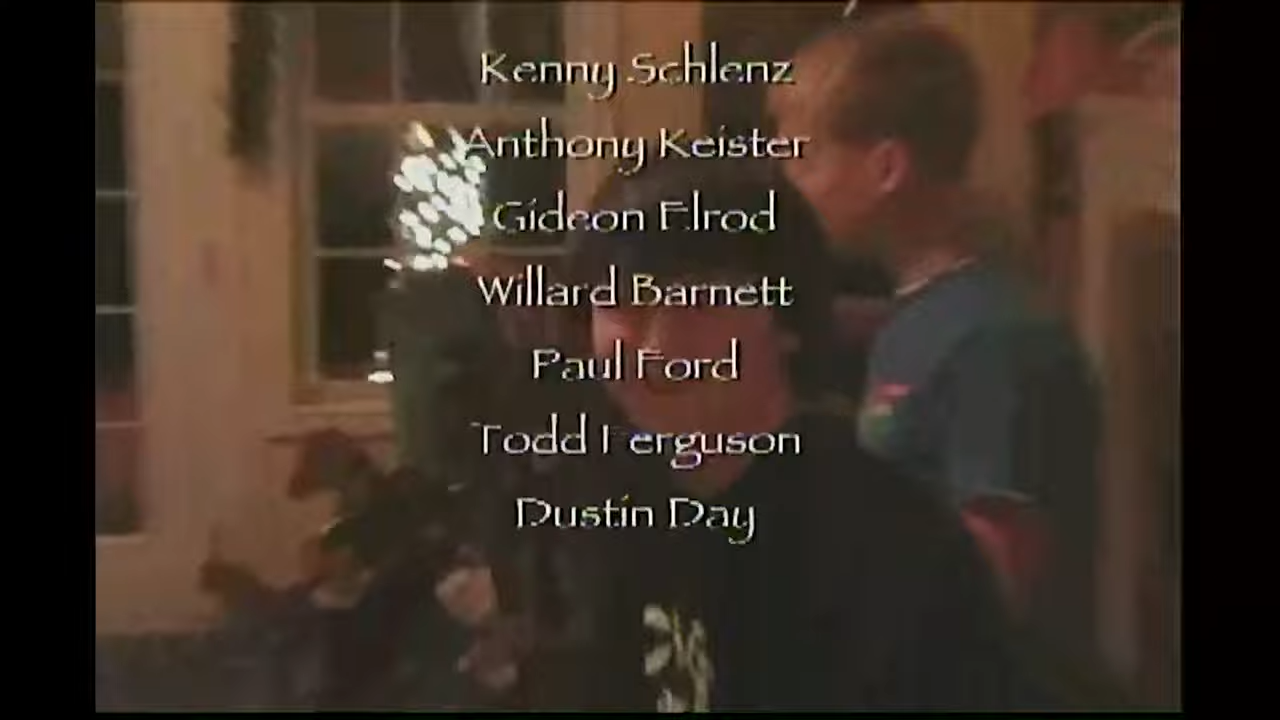 Kenny Schlenz
Anthony Keister
Gideon Elrod
Willard Barnett
Paul Ford
Todd Ferguson
Dustin Day